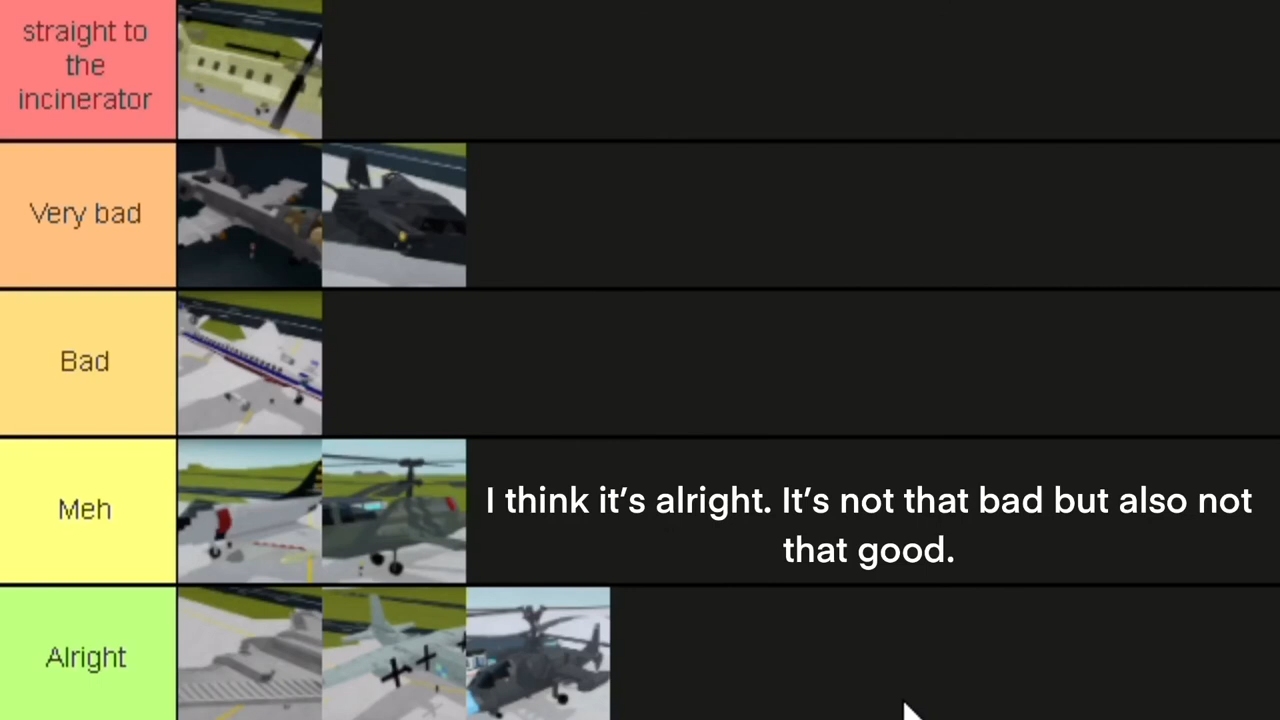 straight to
the
incinerator
Very bad
Bad
Meh
I think it’s alright. It’s not that bad but also not
that good.
Alright